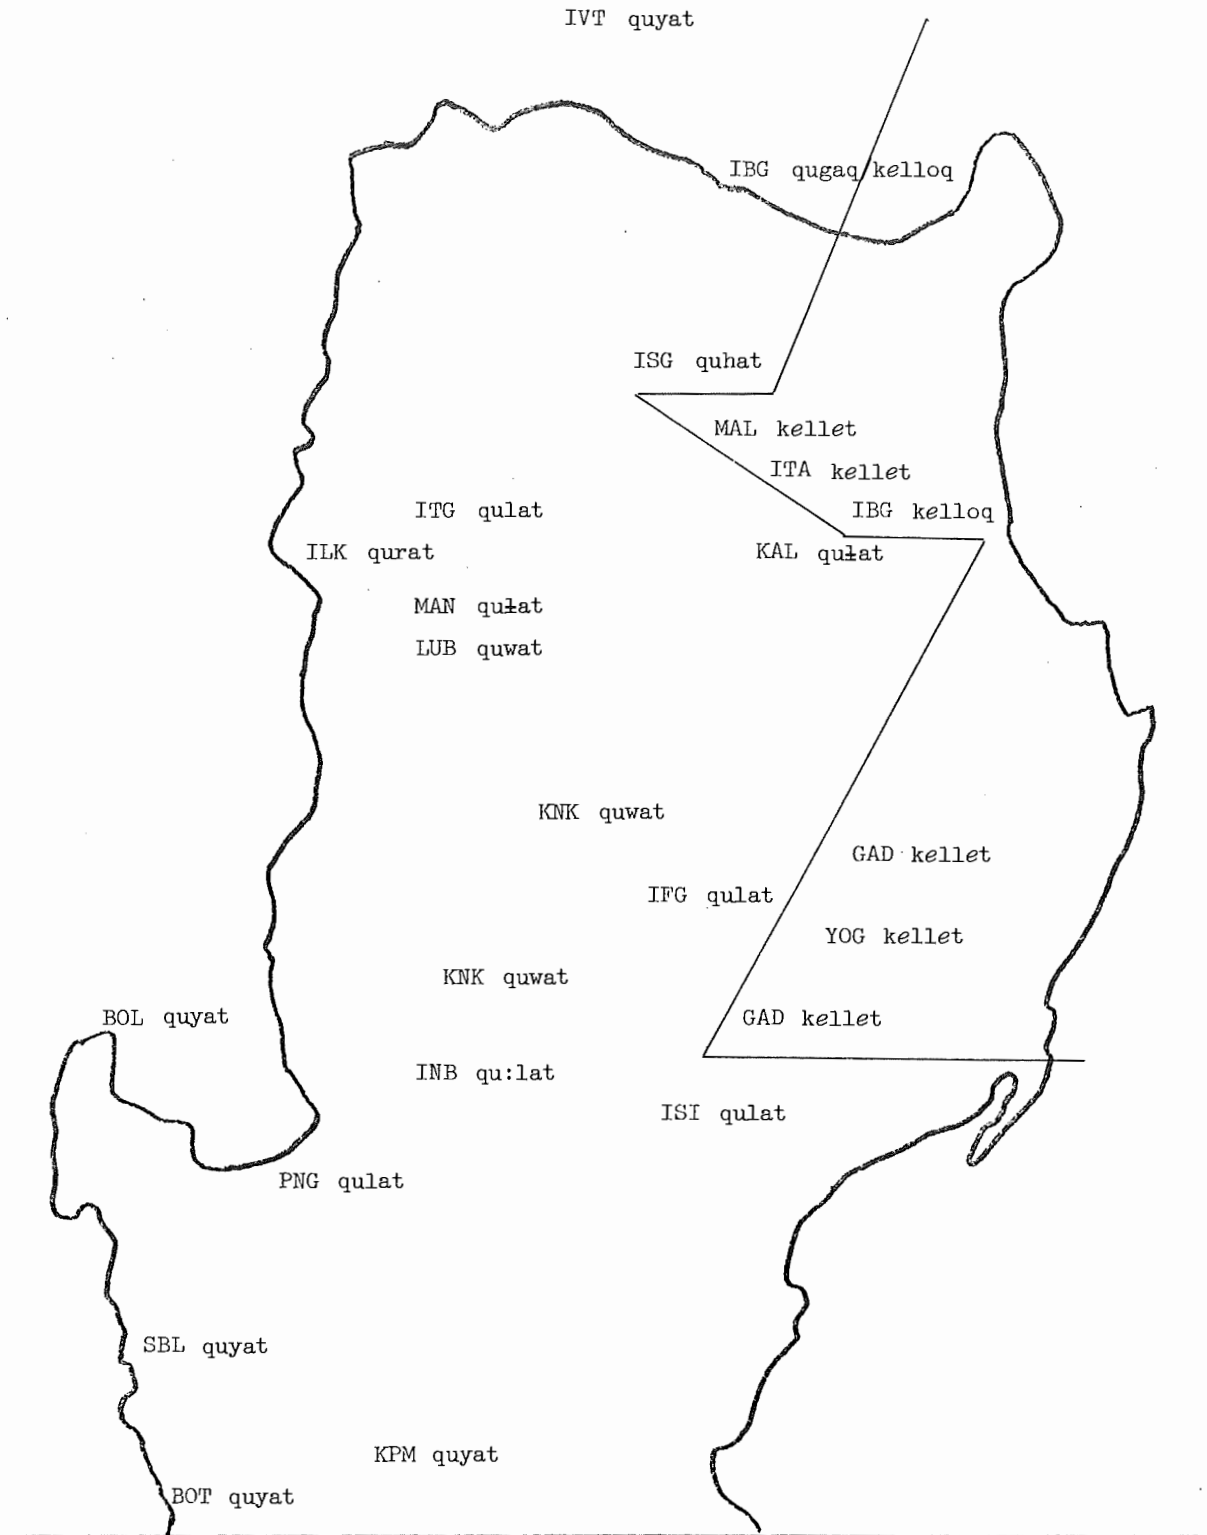 IVT quyat
IBG qugaq/kelloq
ISG quhat
MAL kellet
ITA kellet
ITG qulat
IBG kelloq
ILK qurat
KAL quɫat
MAN quɫat
LUB quwat
KNK quwat
GAD kellet
IFG qulat
YOG kellet
KNK quwat
BOL quyat
GAD kellet
INB qu:lat
ISI qulat
PNG qulat
SBL quyat
KPM quyat
BOT quyat